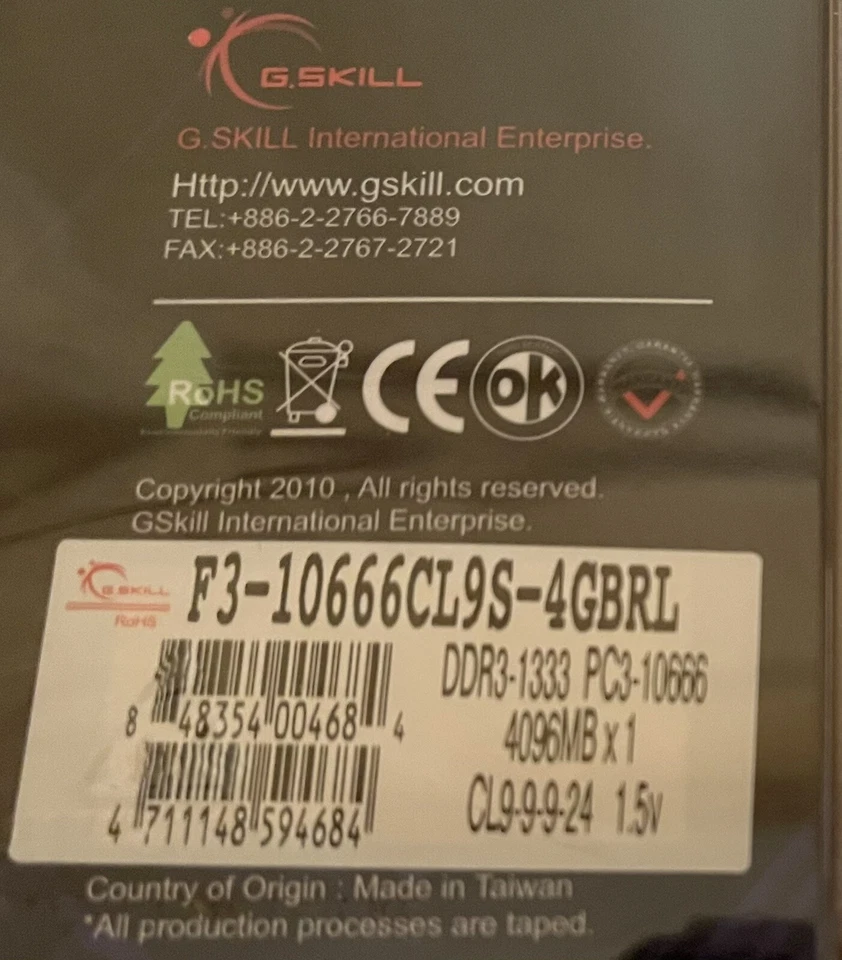 G.SKILL
G.SKILL International Enterprise.
Http://www.gskill.com
TEL:+886-2-2766-7889
FAX:+886-2-2767-2721
RoHS
Compliant
Environmentally Friendly
CE
OK
Copyright 2010 , All rights reserved.
GSkill International Enterprise.
G.SKILL
RoHS
F3-10666CL9S-4GBRL
DDR3-1333 PC3-10666
4096MB x 1
CL9-9-9-24 1.5v
8 48354 00468 4
4 711148 594684
Country of Origin : Made in Taiwan
*All production processes are taped.